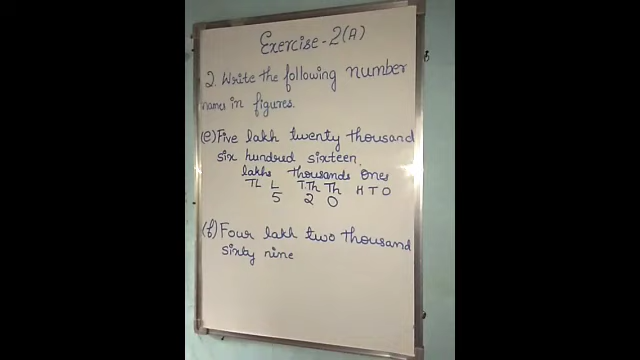 Exercise-2(A)
2. Write the following number
names in figures.
(e) Five lakh twenty thousand
six hundred sixteen.
lakhs thousands Ones
TL L T.Th Th H T O
5 2 0
(f) Four lakh two thousand
sixty nine